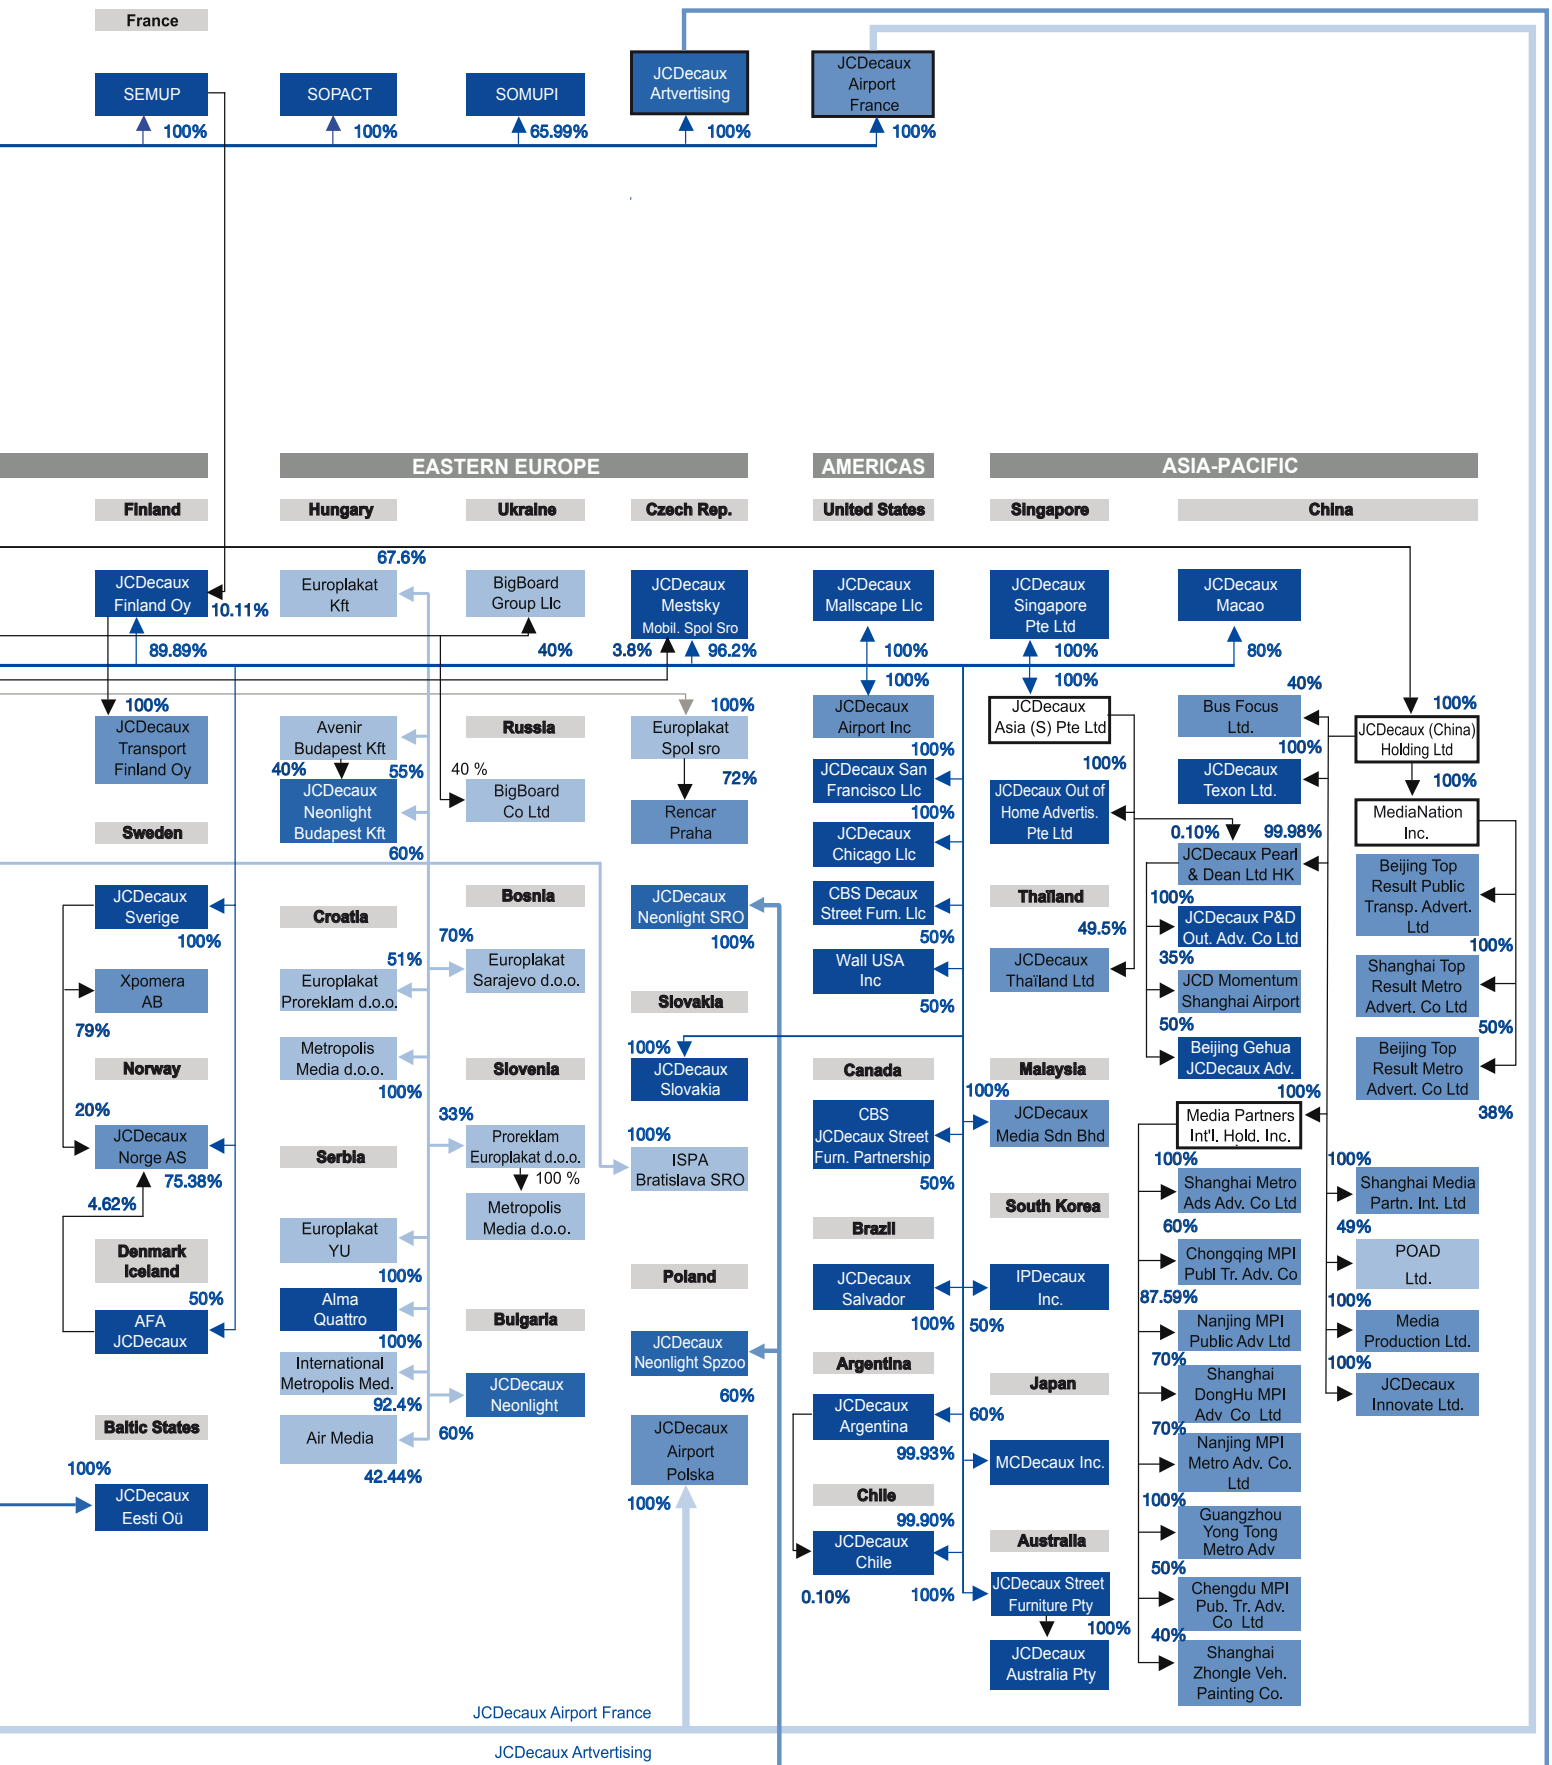 France
SEMUP
100%
SOPACT
100%
SOMUPI
65.99%
JCDecaux
Artvertising
100%
JCDecaux
Airport
France
100%
EASTERN EUROPE
AMERICAS
ASIA-PACIFIC
Finland
Hungary
Ukraine
Czech Rep.
United States
Singapore
China
JCDecaux
Finland Oy
10.11%
89.89%
100%
JCDecaux
Transport
Finland Oy
Sweden
JCDecaux
Sverige
100%
Xpomera
AB
79%
Norway
20%
JCDecaux
Norge AS
75.38%
4.62%
Denmark
Iceland
50%
AFA
JCDecaux
Baltic States
100%
JCDecaux
Eesti Oü
67.6%
Europlakat
Kft
Avenir
Budapest Kft
40%
55%
JCDecaux
Neonlight
Budapest Kft
60%
Croatia
51%
Europlakat
Proreklam d.o.o.
Metropolis
Media d.o.o.
100%
Serbia
Europlakat
YU
100%
Alma
Quattro
100%
International
Metropolis Med.
92.4%
Air Media
42.44%
BigBoard
Group Llc
40%
Russia
40 %
BigBoard
Co Ltd
Bosnia
70%
Europlakat
Sarajevo d.o.o.
Slovenia
33%
Proreklam
Europlakat d.o.o.
100 %
Metropolis
Media d.o.o.
Bulgaria
JCDecaux
Neonlight
60%
JCDecaux
Mestsky
Mobil. Spol Sro
3.8%
96.2%
100%
Europlakat
Spol sro
72%
Rencar
Praha
JCDecaux
Neonlight SRO
100%
Slovakia
100%
JCDecaux
Slovakia
100%
ISPA
Bratislava SRO
Poland
JCDecaux
Neonlight Spzoo
60%
JCDecaux
Airport
Polska
100%
JCDecaux
Mallscape Llc
100%
100%
JCDecaux
Airport Inc
100%
JCDecaux San
Francisco Llc
100%
JCDecaux
Chicago Llc
CBS Decaux
Street Furn. Llc
50%
Wall USA
Inc
50%
Canada
CBS
JCDecaux Street
Furn. Partnership
50%
Brazil
JCDecaux
Salvador
100%
Argentina
JCDecaux
Argentina
99.93%
Chile
99.90%
JCDecaux
Chile
0.10%
100%
JCDecaux
Singapore
Pte Ltd
100%
100%
JCDecaux
Asia (S) Pte Ltd
100%
JCDecaux Out of
Home Advertis.
Pte Ltd
Thaïland
49.5%
JCDecaux
Thaïland Ltd
Malaysia
100%
JCDecaux
Media Sdn Bhd
South Korea
IPDecaux
Inc.
50%
Japan
60%
MCDecaux Inc.
Australia
JCDecaux Street
Furniture Pty
100%
JCDecaux
Australia Pty
JCDecaux
Macao
80%
40%
Bus Focus
Ltd.
100%
JCDecaux
Texon Ltd.
0.10%
99.98%
JCDecaux Pearl
& Dean Ltd HK
100%
JCDecaux P&D
Out. Adv. Co Ltd
35%
JCD Momentum
Shanghai Airport
50%
Beijing Gehua
JCDecaux Adv.
100%
Media Partners
Int'l. Hold. Inc.
100%
Shanghai Metro
Ads Adv. Co Ltd
60%
Chongqing MPI
Publ Tr. Adv. Co
87.59%
Nanjing MPI
Public Adv Ltd
70%
Shanghai
DongHu MPI
Adv Co Ltd
70%
Nanjing MPI
Metro Adv. Co.
Ltd
100%
Guangzhou
Yong Tong
Metro Adv
50%
Chengdu MPI
Pub. Tr. Adv.
Co Ltd
40%
Shanghai
Zhongle Veh.
Painting Co.
100%
JCDecaux (China)
Holding Ltd
100%
MediaNation
Inc.
Beijing Top
Result Public
Transp. Advert.
Ltd
100%
Shanghai Top
Result Metro
Advert. Co Ltd
50%
Beijing Top
Result Metro
Advert. Co Ltd
38%
100%
Shanghai Media
Partn. Int. Ltd
49%
POAD
Ltd.
100%
Media
Production Ltd.
100%
JCDecaux
Innovate Ltd.
JCDecaux Airport France
JCDecaux Artvertising